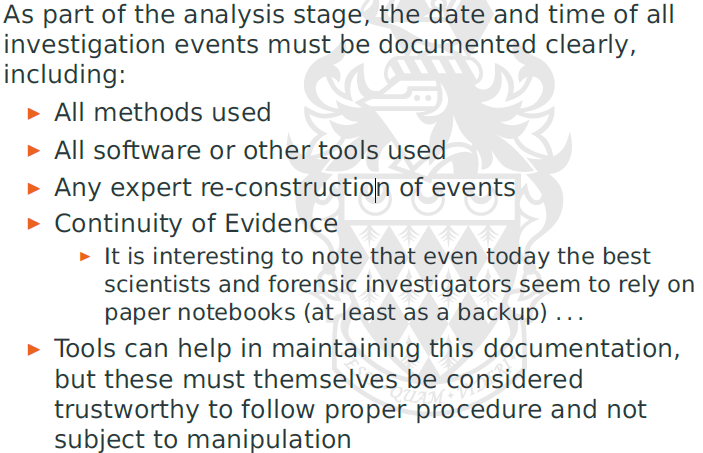 As part of the analysis stage, the date and time of all
investigation events must be documented clearly,
including:
All methods used
All software or other tools used
Any expert re-construction of events
Continuity of Evidence
It is interesting to note that even today the best
scientists and forensic investigators seem to rely on
paper notebooks (at least as a backup) ...
Tools can help in maintaining this documentation,
but these must themselves be considered
trustworthy to follow proper procedure and not
subject to manipulation